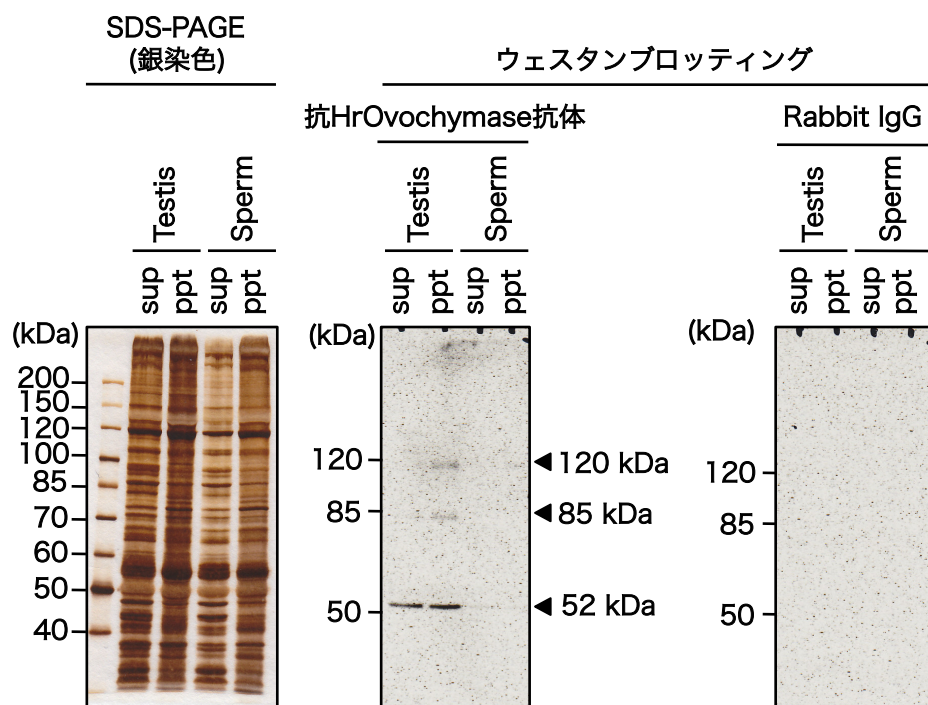 SDS-PAGE
(銀染色)
ウェスタンブロッティング
抗HrOvochymase抗体
Rabbit IgG
Testis
Sperm
Testis
Sperm
Testis
Sperm
sup
ppt
sup
ppt
sup
ppt
sup
ppt
sup
ppt
sup
ppt
(kDa)
200
150
120
100
85
70
60
50
40
(kDa)
120
85
50
120 kDa
85 kDa
52 kDa
(kDa)
120
85
50